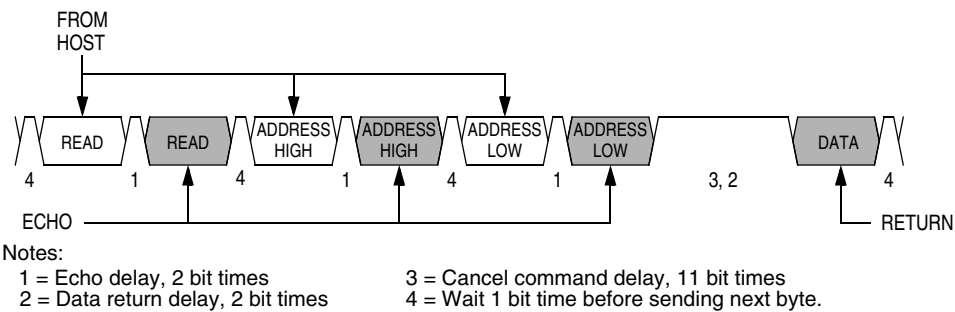 FROM
HOST
READ READ ADDRESS HIGH ADDRESS HIGH ADDRESS LOW ADDRESS LOW DATA
4 1 4 1 4 1 3, 2 4
ECHO RETURN
Notes:
1 = Echo delay, 2 bit times 3 = Cancel command delay, 11 bit times
2 = Data return delay, 2 bit times 4 = Wait 1 bit time before sending next byte.